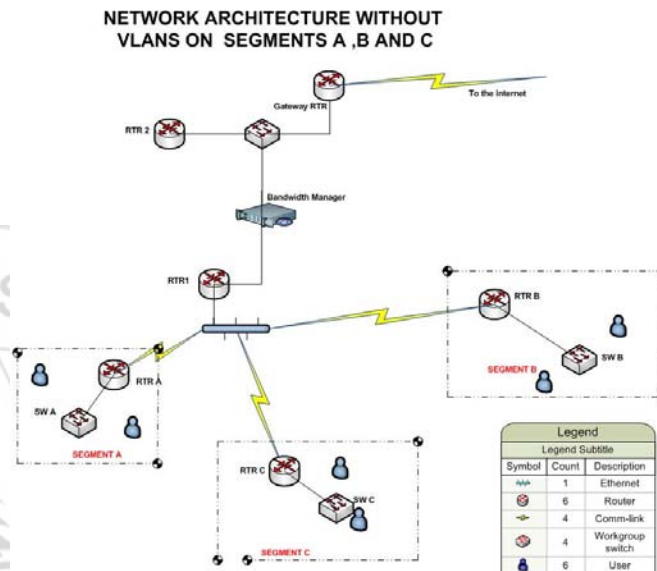 NETWORK ARCHITECTURE WITHOUT
VLANS ON SEGMENTS A ,B AND C
To the Internet
Gateway RTR
RTR 2
Bandwidth Manager
RTR1
RTR B
SW B
SEGMENT B
RTR A
SW A
SEGMENT A
RTR C
SW C
SEGMENT C
Legend
Legend Subtitle
Symbol Count Description
1 Ethernet
6 Router
4 Comm-link
4 Workgroup
switch
6 User